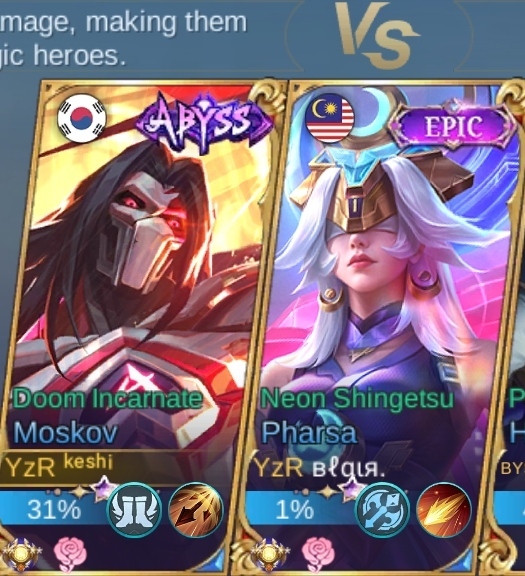 mage, making them
gic heroes.
VS
ABYSS
EPIC
Doom Incarnate
Neon Shingetsu
P
Moskov
Pharsa
H
YzR keshi
YzR вℓqιя.
BY
31%
1%